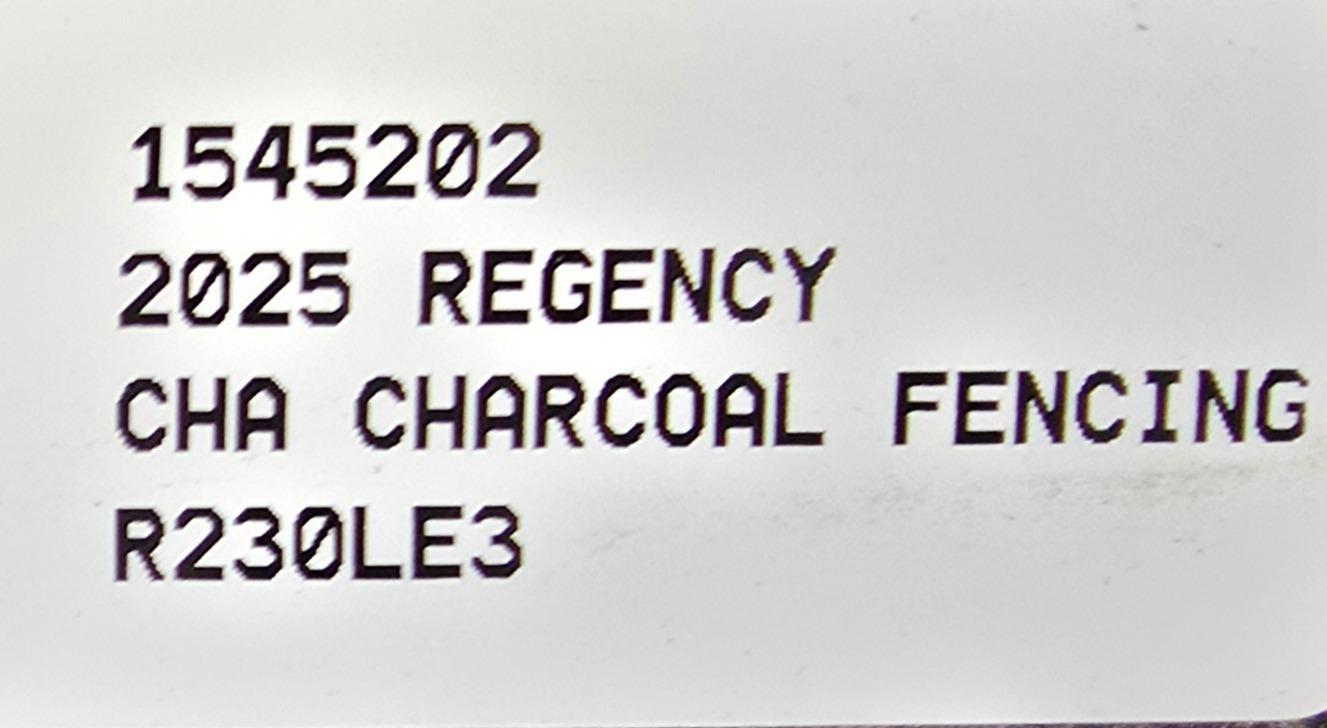 1545202
2025 REGENCY
CHA CHARCOAL FENCING
R230LE3